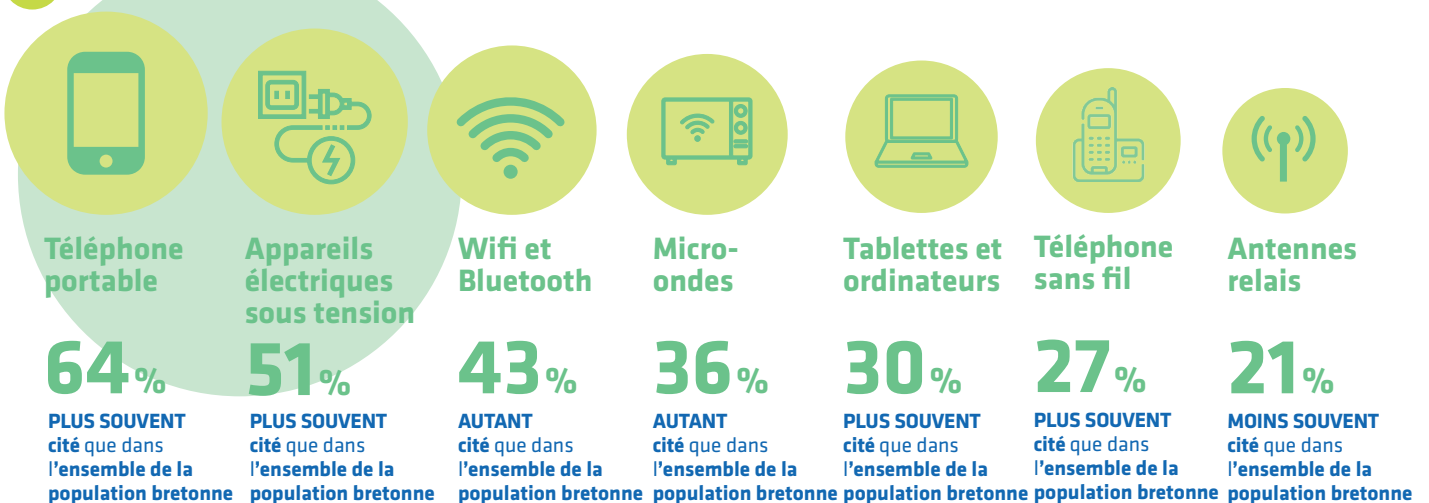 Téléphone
portable
64%
PLUS SOUVENT
cité que dans
l'ensemble de la
population bretonne
Appareils
électriques
sous tension
51%
PLUS SOUVENT
cité que dans
l'ensemble de la
population bretonne
Wifi et
Bluetooth
43%
AUTANT
cité que dans
l'ensemble de la
population bretonne
Micro-
ondes
36%
AUTANT
cité que dans
l'ensemble de la
population bretonne
Tablettes et
ordinateurs
30%
PLUS SOUVENT
cité que dans
l'ensemble de la
population bretonne
Téléphone
sans fil
27%
PLUS SOUVENT
cité que dans
l'ensemble de la
population bretonne
Antennes
relais
21%
MOINS SOUVENT
cité que dans
l'ensemble de la
population bretonne